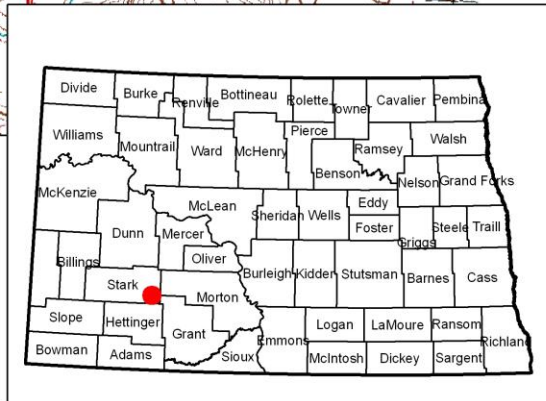 Divide Burke Renville Bottineau Rolette Towner Cavalier Pembina
Williams Mountrail Ward McHenry Pierce Ramsey Walsh
Benson Nelson Grand Forks
McKenzie McLean Sheridan Wells Eddy
Foster Griggs Steele Traill
Dunn Mercer
Oliver
Billings Stark Morton Burleigh Kidder Stutsman Barnes Cass
Slope Hettinger Grant Emmons Logan LaMoure Ransom Richland
Bowman Adams Sioux McIntosh Dickey Sargent